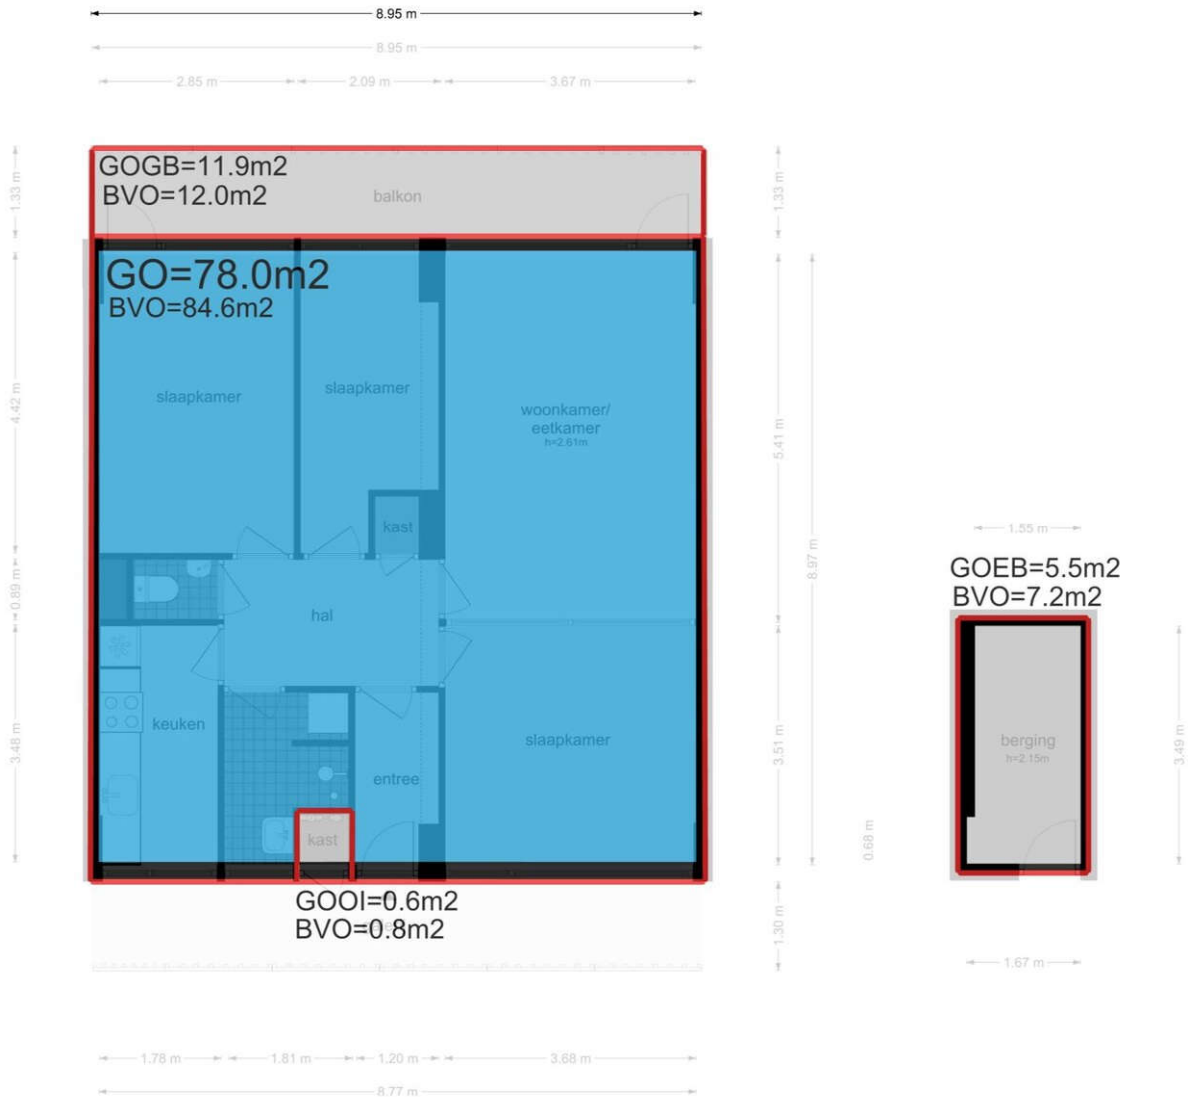 8.95 m
8.95 m
2.85 m
2.09 m
3.67 m
GOGB=11.9m2
BVO=12.0m2
balkon
1.33 m
1.33 m
GO=78.0m2
BVO=84.6m2
slaapkamer
slaapkamer
woonkamer/
eetkamer
h=2.61m
4.42 m
5.41 m
kast
8.97 m
1.55 m
GOEB=5.5m2
BVO=7.2m2
0.89 m
hal
keuken
slaapkamer
berging
h=2.15m
3.48 m
3.51 m
3.49 m
entree
kast
0.68 m
GOOI=0.6m2
BVO=0.8m2
1.30 m
1.67 m
1.78 m
1.81 m
1.20 m
3.68 m
8.77 m